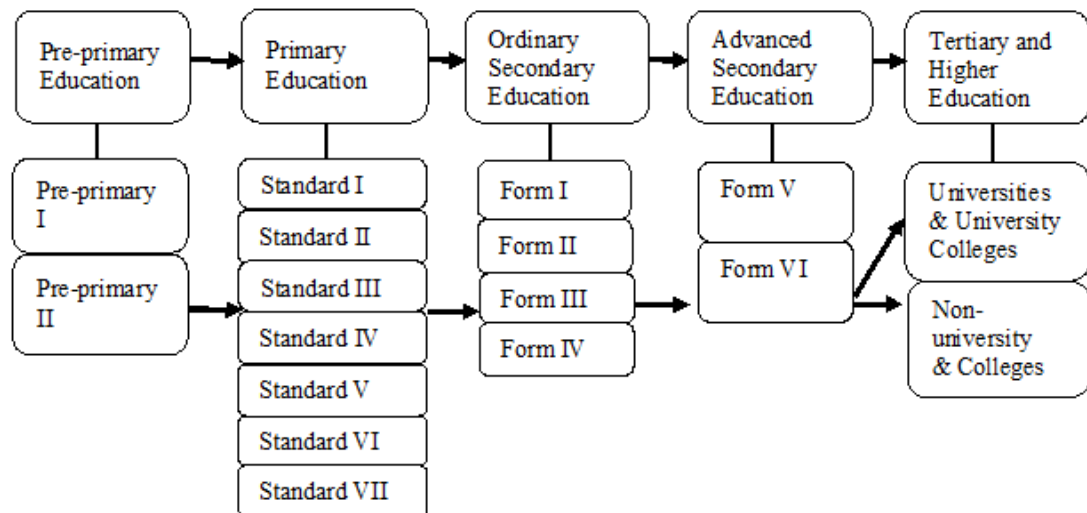 Pre-primary
Education
Primary
Education
Ordinary
Secondary
Education
Advanced
Secondary
Education
Tertiary and
Higher
Education
Pre-primary
I
Pre-primary
II
Standard I
Standard II
Standard III
Standard IV
Standard V
Standard VI
Standard VII
Form I
Form II
Form III
Form IV
Form V
Form VI
Universities
& University
Colleges
Non-
university
& Colleges